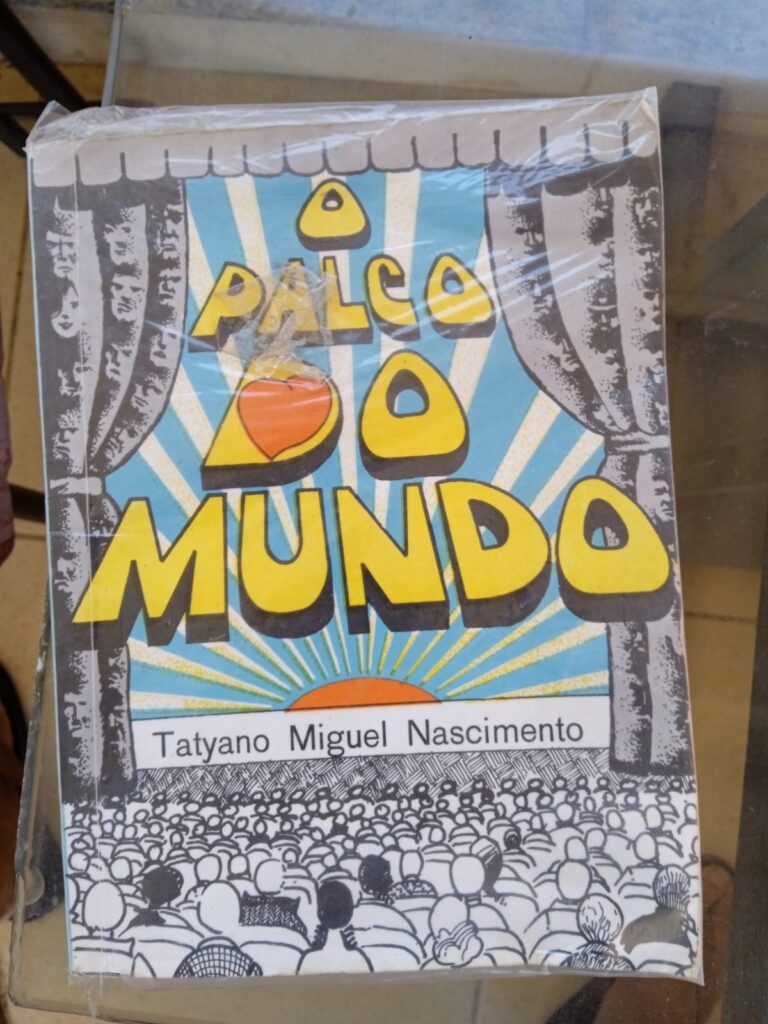 O
PALCO
DO
MUNDO
Tatyano Miguel Nascimento